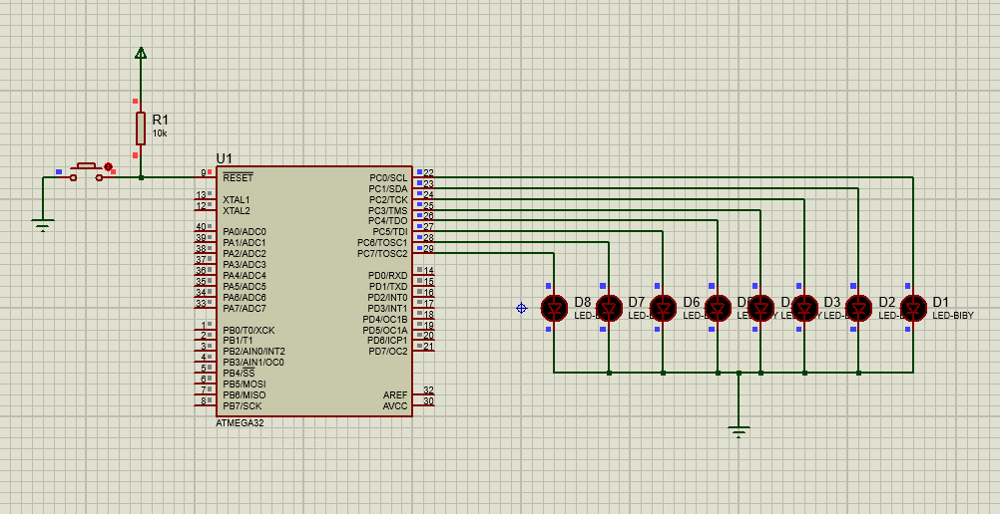 R1
10k
U1
9 RESET PC0/SCL 22
PC1/SDA 23
13 XTAL1 PC2/TCK 24
12 XTAL2 PC3/TMS 25
PC4/TDO 26
40 PA0/ADC0 PC5/TDI 27
39 PA1/ADC1 PC6/TOSC1 28
38 PA2/ADC2 PC7/TOSC2 29
37 PA3/ADC3
36 PA4/ADC4 PD0/RXD 14
35 PA5/ADC5 PD1/TXD 15
34 PA6/ADC6 PD2/INT0 16
33 PA7/ADC7 PD3/INT1 17
PD4/OC1B 18
1 PB0/T0/XCK PD5/OC1A 19
2 PB1/T1 PD6/ICP1 20
3 PB2/AIN0/INT2 PD7/OC2 21
4 PB3/AIN1/OC0
5 PB4/SS
6 PB5/MOSI
7 PB6/MISO AREF 32
8 PB7/SCK AVCC 30
ATMEGA32
D8 D7 D6 D3 D2 D1
LED-BIBY